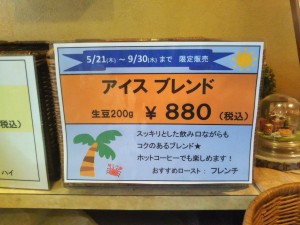 5/21(木)～9/30(水)まで 限定販売
アイス ブレンド
生豆200g ￥880（税込）
スッキリとした飲み口ながらも
コクのあるブレンド★
ホットコーヒーでも楽しめます！
おすすめロースト： フレンチ
税込）
ハイ